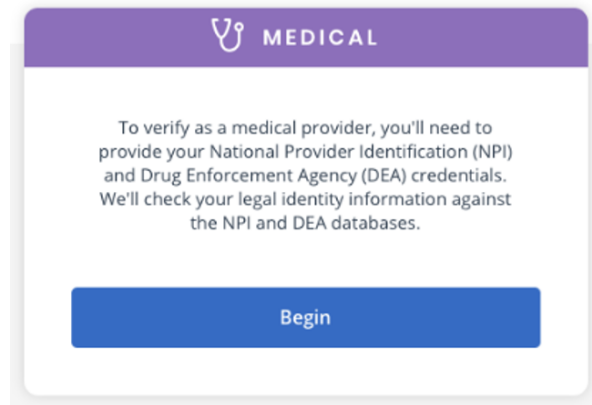 MEDICAL
To verify as a medical provider, you'll need to
provide your National Provider Identification (NPI)
and Drug Enforcement Agency (DEA) credentials.
We'll check your legal identity information against
the NPI and DEA databases.
Begin